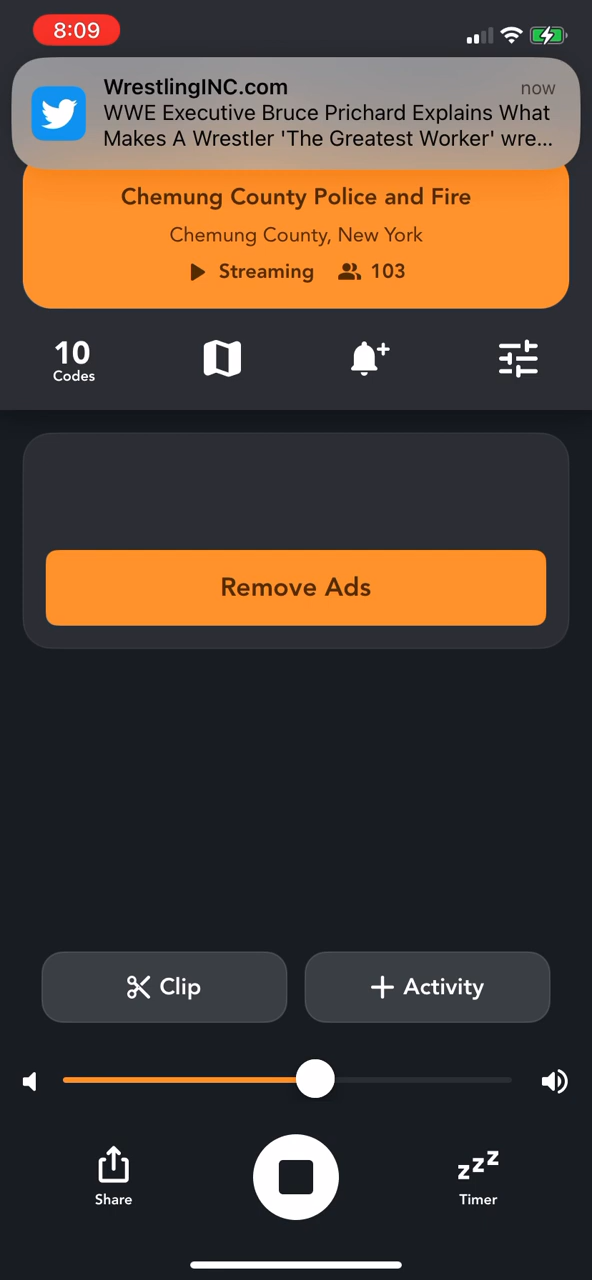 8:09
WrestlingINC.com
now
WWE Executive Bruce Prichard Explains What
Makes A Wrestler 'The Greatest Worker' wre...
Chemung County Police and Fire
Chemung County, New York
Streaming 103
10
Codes
Remove Ads
Clip
Activity
Share
zzz
Timer